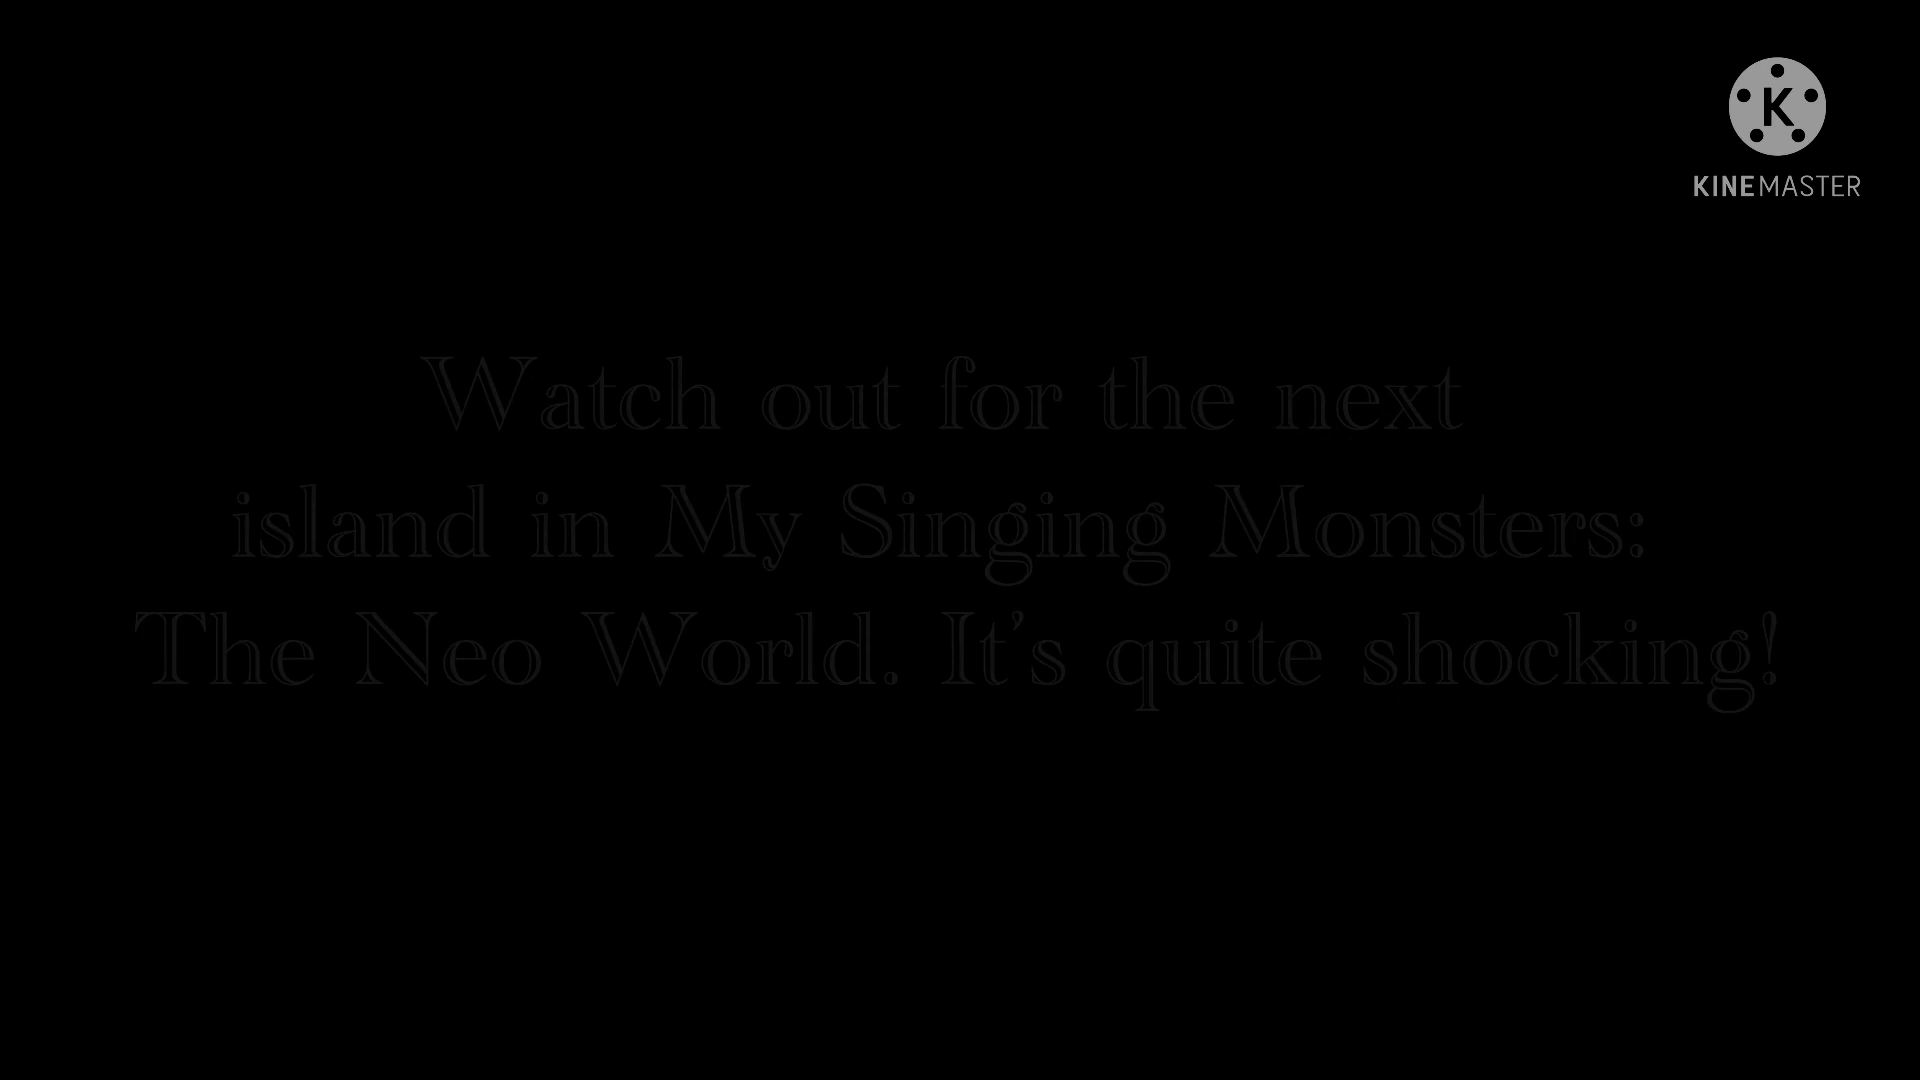 K
KINEMASTER
Watch out for the next
island in My Singing Monsters:
The Neo World. It’s quite shocking!